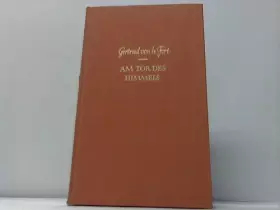 Gertrud von le Fort
AM TOR DES
HIMMELS